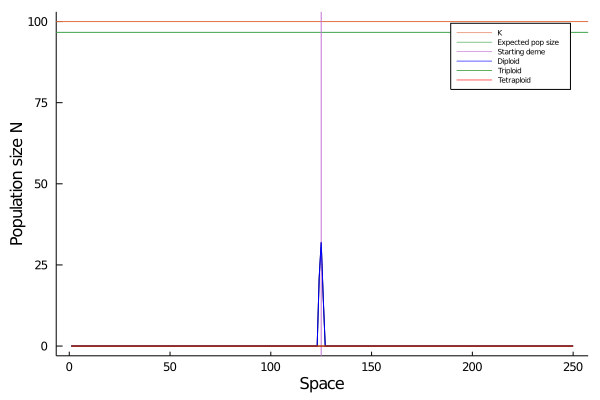 100
75
50
25
0
Population size N
K
Expected pop size
Starting deme
Diploid
Triploid
Tetraploid
0 50 100 150 200 250
Space